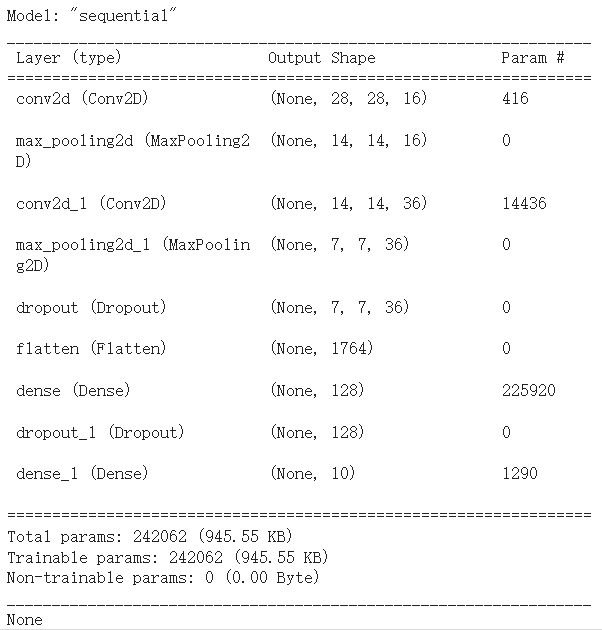 Model: "sequential"
_________________________________________________________________
Layer (type) Output Shape Param #
=================================================================
conv2d (Conv2D) (None, 28, 28, 16) 416
max_pooling2d (MaxPooling2 (None, 14, 14, 16) 0
D)
conv2d_1 (Conv2D) (None, 14, 14, 36) 14436
max_pooling2d_1 (MaxPoolin (None, 7, 7, 36) 0
g2D)
dropout (Dropout) (None, 7, 7, 36) 0
flatten (Flatten) (None, 1764) 0
dense (Dense) (None, 128) 225920
dropout_1 (Dropout) (None, 128) 0
dense_1 (Dense) (None, 10) 1290
=================================================================
Total params: 242062 (945.55 KB)
Trainable params: 242062 (945.55 KB)
Non-trainable params: 0 (0.00 Byte)
_________________________________________________________________
None